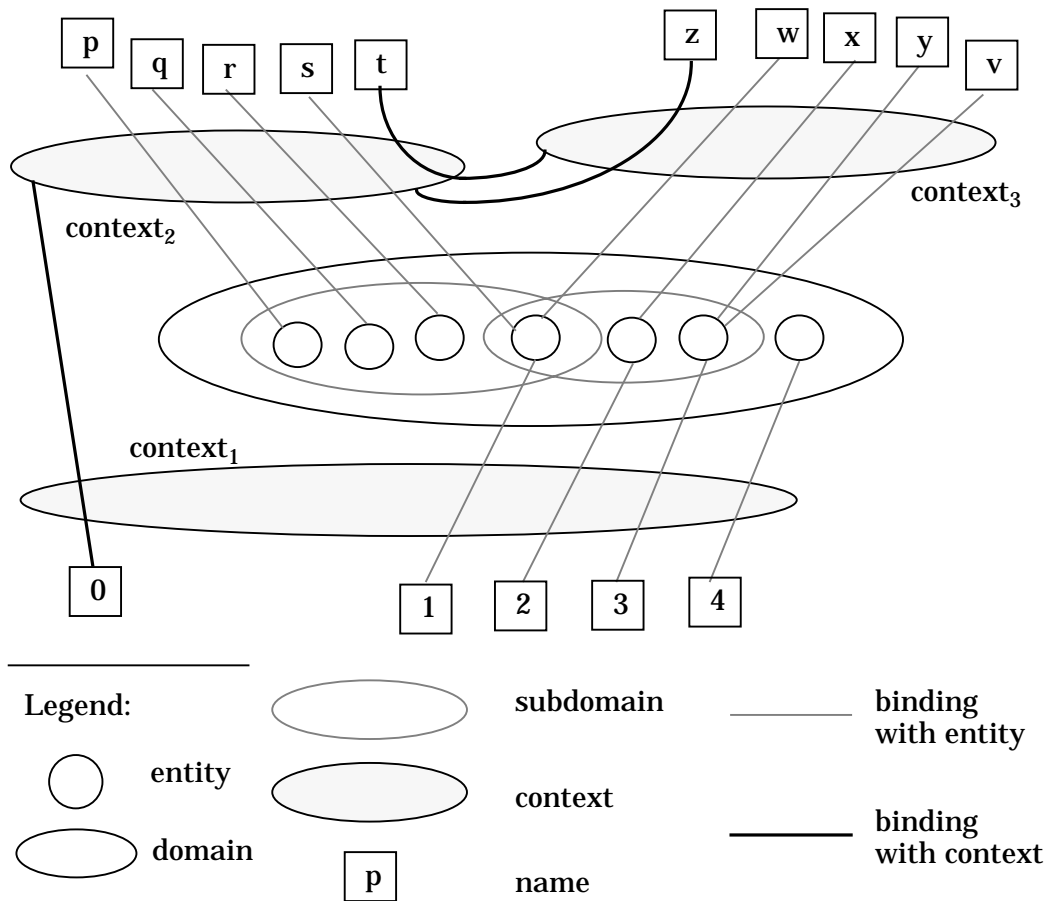 p
q
r
s
t
z
w
x
y
v
context2
context3
context1
0
1
2
3
4
Legend:
entity
domain
subdomain
context
p
name
binding
with entity
binding
with context